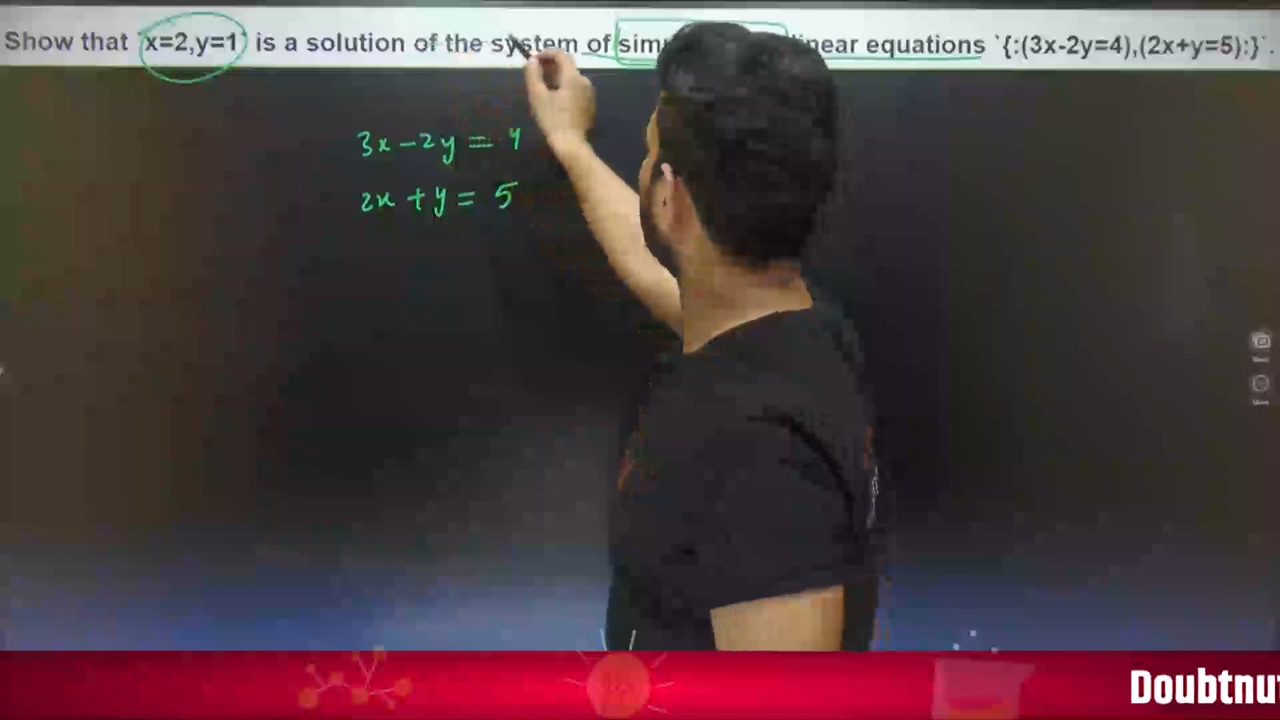 Show that `x=2,y=1` is a solution of the system of linear equations `{:(3x-2y=4),(2x+y=5):}`.
3x - 2y = 4
2x + y = 5
Doubtnu